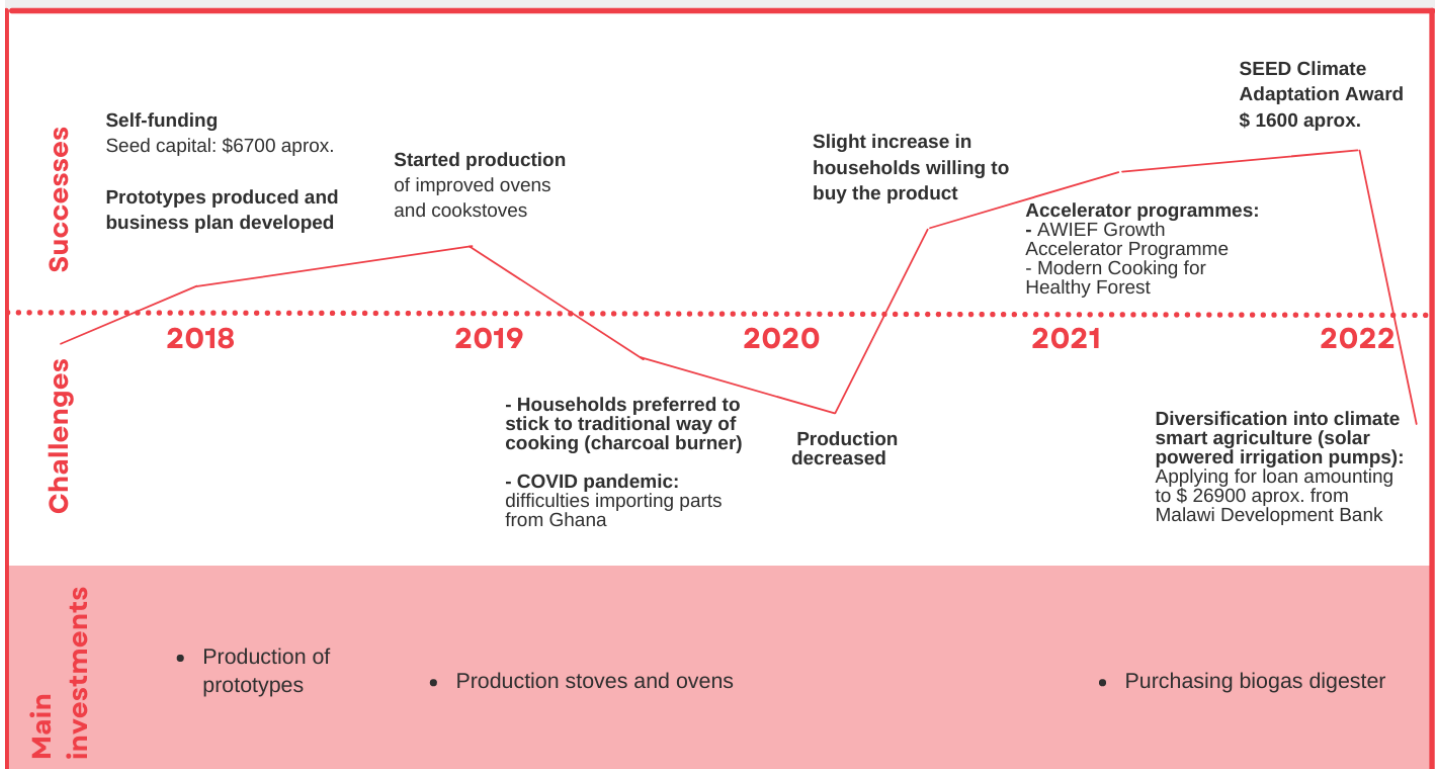 Successes
Self-funding
Seed capital: $6700 aprox.
Prototypes produced and
business plan developed
Started production
of improved ovens
and cookstoves
Slight increase in
households willing to
buy the product
Accelerator programmes:
- AWIEF Growth
Accelerator Programme
- Modern Cooking for
Healthy Forest
SEED Climate
Adaptation Award
$ 1600 aprox.
2018
2019
2020
2021
2022
Challenges
- Households preferred to
stick to traditional way of
cooking (charcoal burner)
- COVID pandemic:
difficulties importing parts
from Ghana
Production
decreased
Diversification into climate
smart agriculture (solar
powered irrigation pumps):
Applying for loan amounting
to $ 26900 aprox. from
Malawi Development Bank
Main
investments
• Production of
prototypes
• Production stoves and ovens
• Purchasing biogas digester